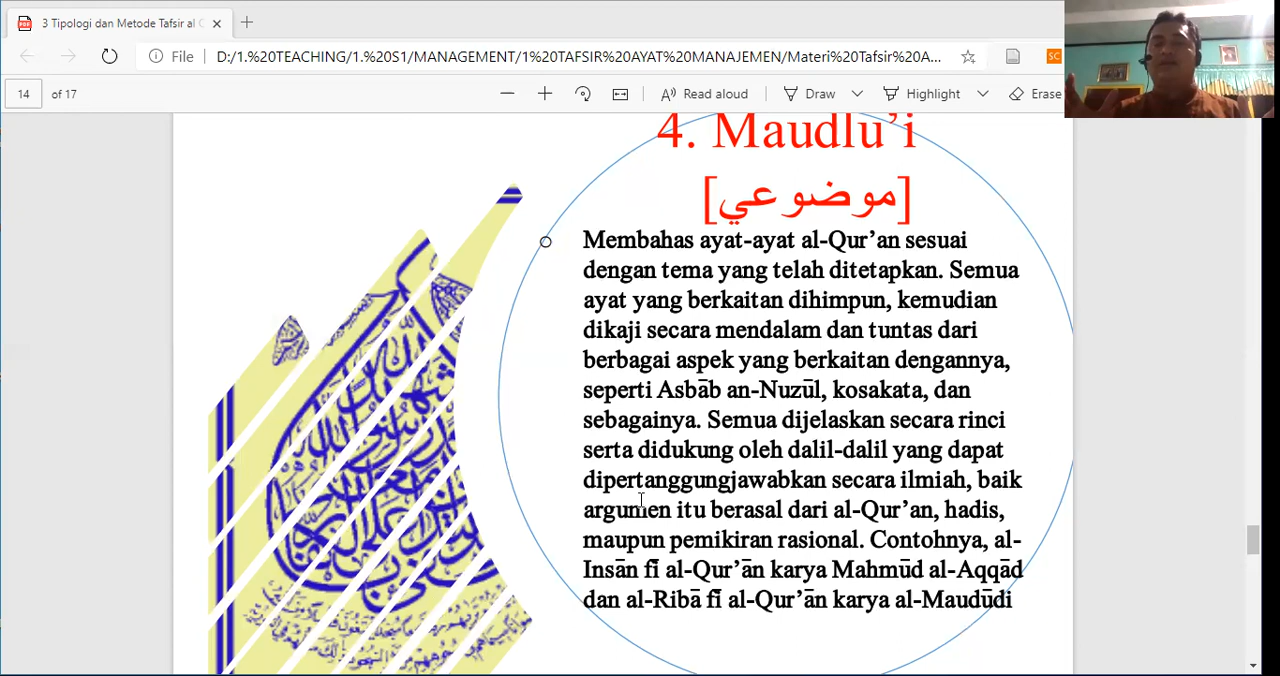 3 Tipologi dan Metode Tafsir al
File
D:/1.%20TEACHING/1.%20S1/MANAGEMENT/1%20TAFSIR%20AYAT%20MANAJEMEN/Materi%20Tafsir%20A...
SC
14 of 17
Read aloud
Draw
Highlight
Erase
4. Maudlu’i
[موضوعي]
Membahas ayat-ayat al-Qur’an sesuai
dengan tema yang telah ditetapkan. Semua
ayat yang berkaitan dihimpun, kemudian
dikaji secara mendalam dan tuntas dari
berbagai aspek yang berkaitan dengannya,
seperti Asbāb an-Nuzūl, kosakata, dan
sebagainya. Semua dijelaskan secara rinci
serta didukung oleh dalil-dalil yang dapat
dipertanggungjawabkan secara ilmiah, baik
argumen itu berasal dari al-Qur’an, hadis,
maupun pemikiran rasional. Contohnya, al-
Insān fī al-Qur’ān karya Mahmūd al-Aqqād
dan al-Ribā fī al-Qur’ān karya al-Maudūdi